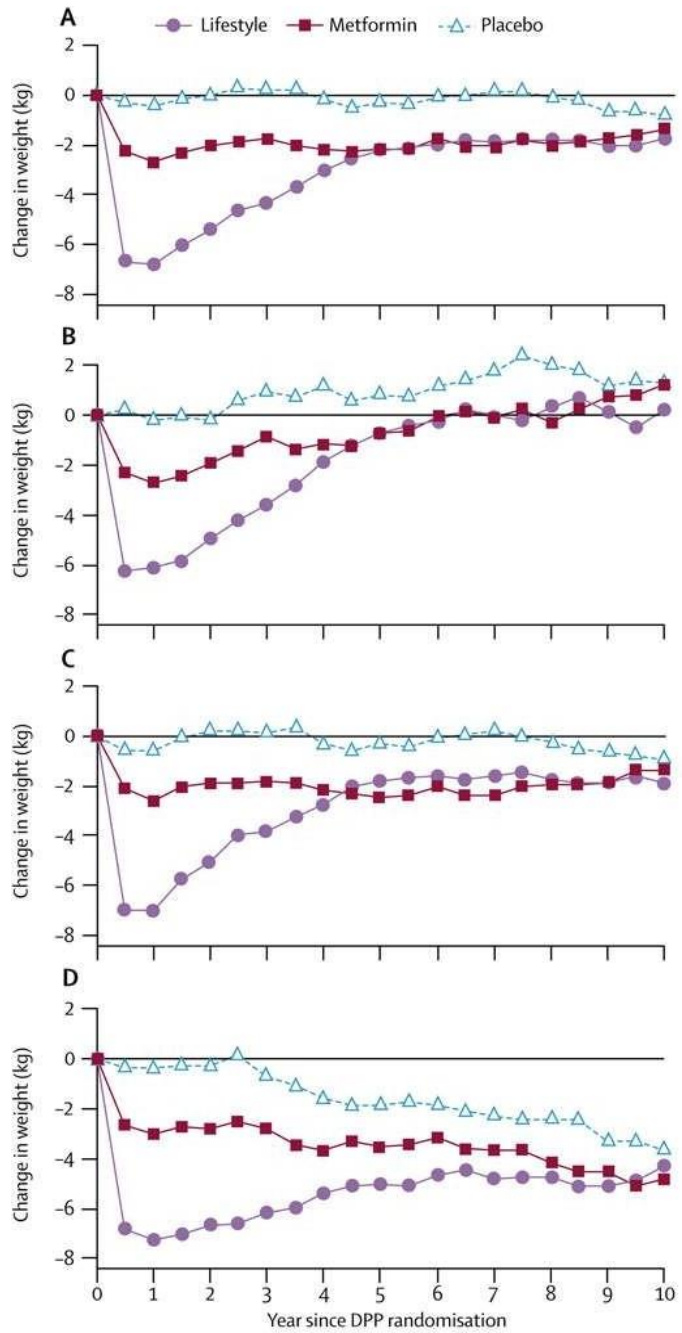 A
Lifestyle Metformin Placebo
2
0
–2
–4
–6
–8
Change in weight (kg)
B
2
0
–2
–4
–6
–8
Change in weight (kg)
C
2
0
–2
–4
–6
–8
Change in weight (kg)
D
2
0
–2
–4
–6
–8
Change in weight (kg)
0 1 2 3 4 5 6 7 8 9 10
Year since DPP randomisation